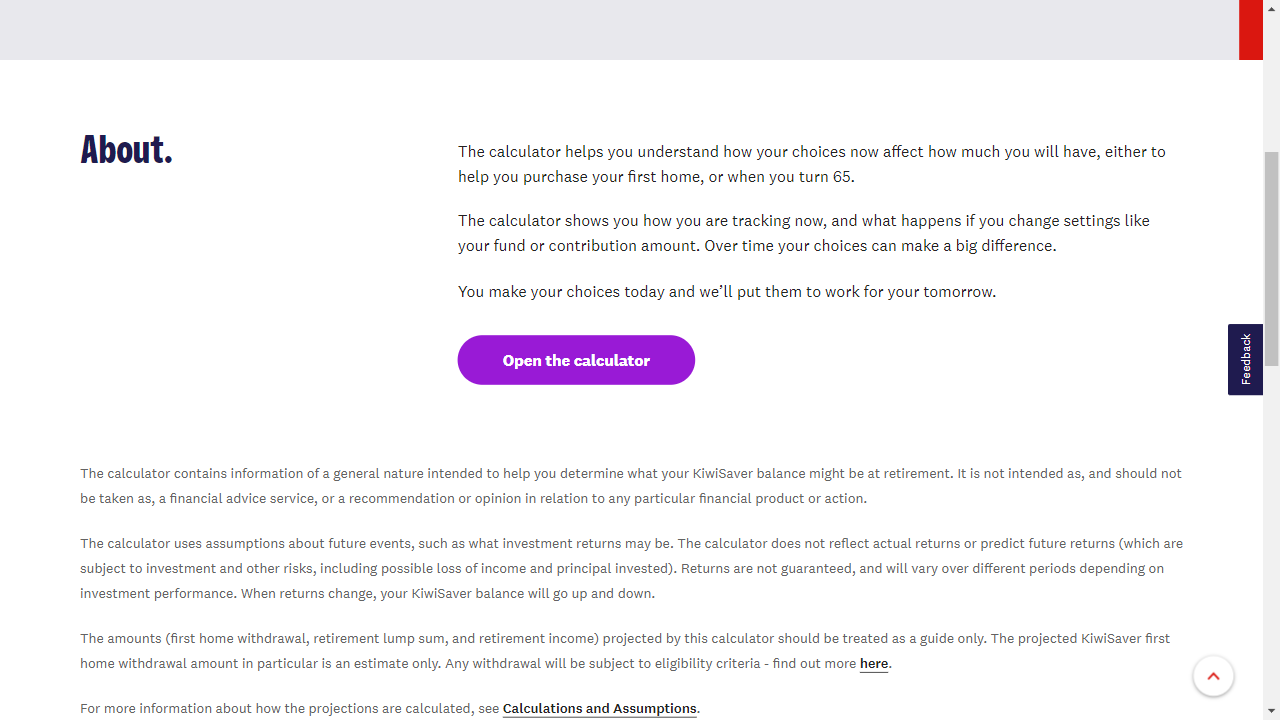 About.
The calculator helps you understand how your choices now affect how much you will have, either to
help you purchase your first home, or when you turn 65.
The calculator shows you how you are tracking now, and what happens if you change settings like
your fund or contribution amount. Over time your choices can make a big difference.
You make your choices today and we’ll put them to work for your tomorrow.
Open the calculator
Feedback
The calculator contains information of a general nature intended to help you determine what your KiwiSaver balance might be at retirement. It is not intended as, and should not
be taken as, a financial advice service, or a recommendation or opinion in relation to any particular financial product or action.
The calculator uses assumptions about future events, such as what investment returns may be. The calculator does not reflect actual returns or predict future returns (which are
subject to investment and other risks, including possible loss of income and principal invested). Returns are not guaranteed, and will vary over different periods depending on
investment performance. When returns change, your KiwiSaver balance will go up and down.
The amounts (first home withdrawal, retirement lump sum, and retirement income) projected by this calculator should be treated as a guide only. The projected KiwiSaver first
home withdrawal amount in particular is an estimate only. Any withdrawal will be subject to eligibility criteria - find out more here.
For more information about how the projections are calculated, see Calculations and Assumptions.